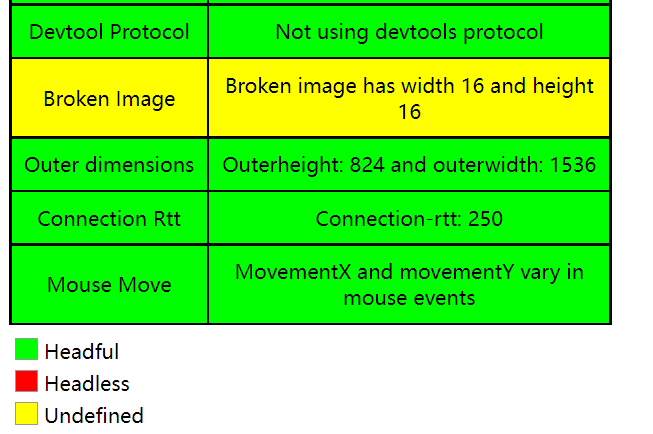 Devtool Protocol
Not using devtools protocol
Broken Image
Broken image has width 16 and height
16
Outer dimensions
Outerheight: 824 and outerwidth: 1536
Connection Rtt
Connection-rtt: 250
Mouse Move
MovementX and movementY vary in
mouse events
Headful
Headless
Undefined